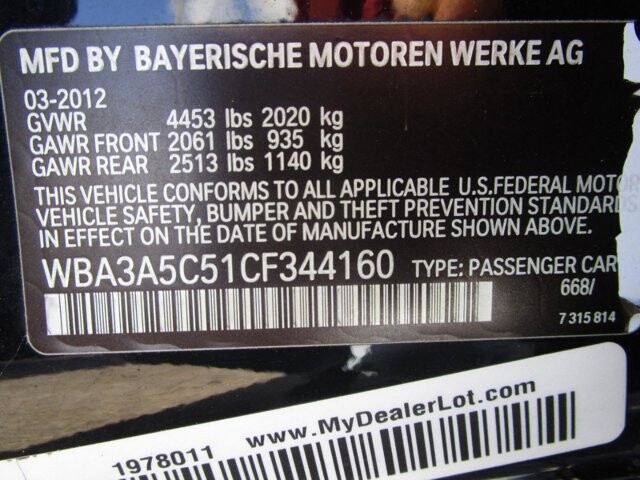 MFD BY BAYERISCHE MOTOREN WERKE AG
03-2012
GVWR 4453 lbs 2020 kg
GAWR FRONT 2061 lbs 935 kg
GAWR REAR 2513 lbs 1140 kg
THIS VEHICLE CONFORMS TO ALL APPLICABLE U.S.FEDERAL MOTOR
VEHICLE SAFETY, BUMPER AND THEFT PREVENTION STANDARDS
IN EFFECT ON THE DATE OF MANUFACTURE SHOWN ABOVE.
WBA3A5C51CF344160 TYPE: PASSENGER CAR
668/
7 315 814
www.MyDealerLot.com
1978011